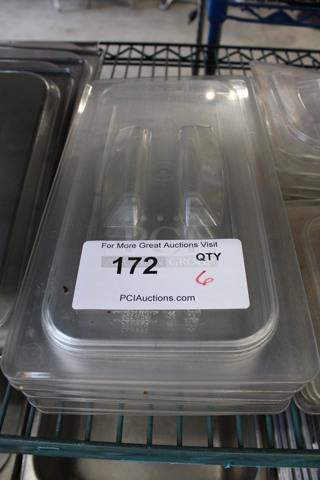 For More Great Auctions Visit
172 QTY
6
PCIAuctions.com